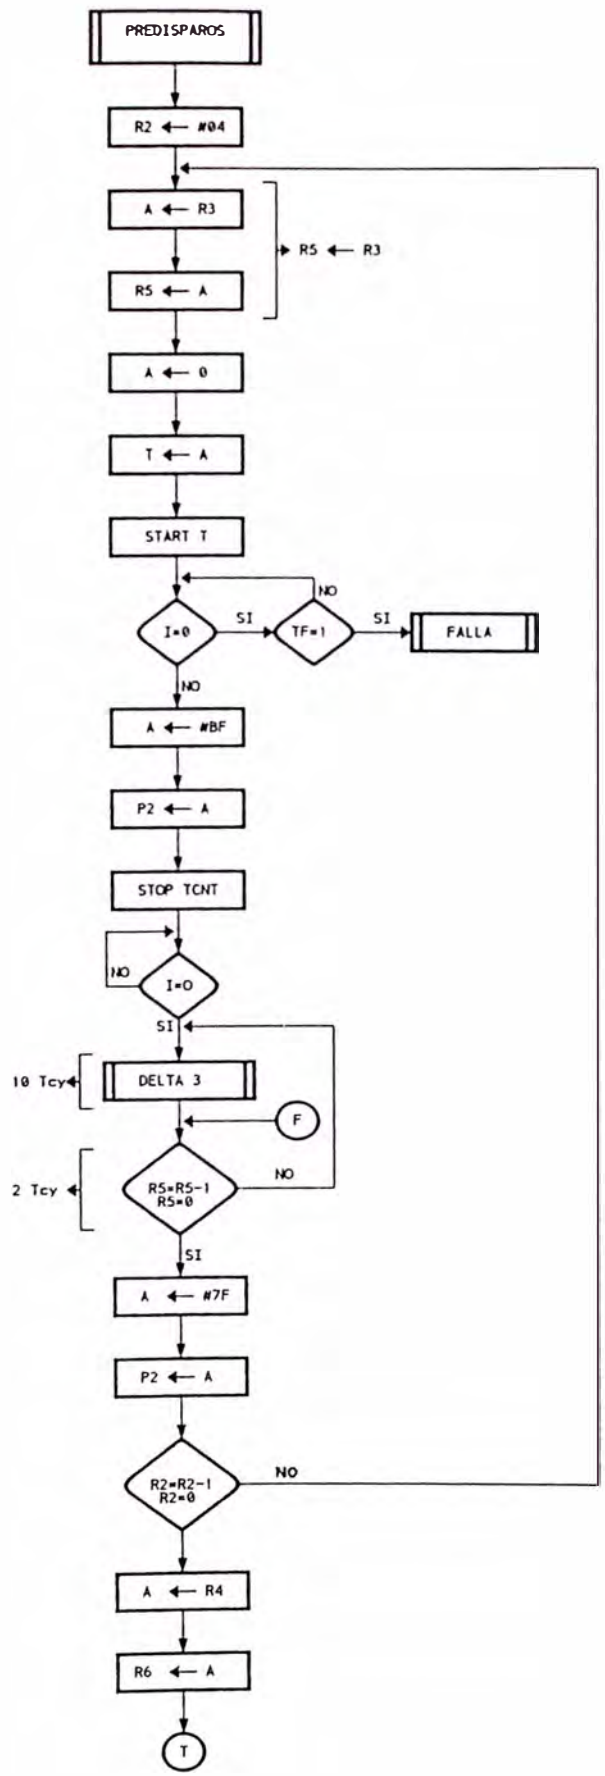 PREDISPAROS
R2 ← #04
A ← R3
R5 ← R3
R5 ← A
A ← 0
T ← A
START T
NO
I=0
SI
TF=1
SI
FALLA
NO
A ← #BF
P2 ← A
STOP TCNT
NO
I=O
SI
10 Tcy
DELTA 3
F
2 Tcy
R5=R5-1
R5=0
NO
SI
A ← #7F
P2 ← A
R2=R2-1
R2=0
NO
A ← R4
R6 ← A
T